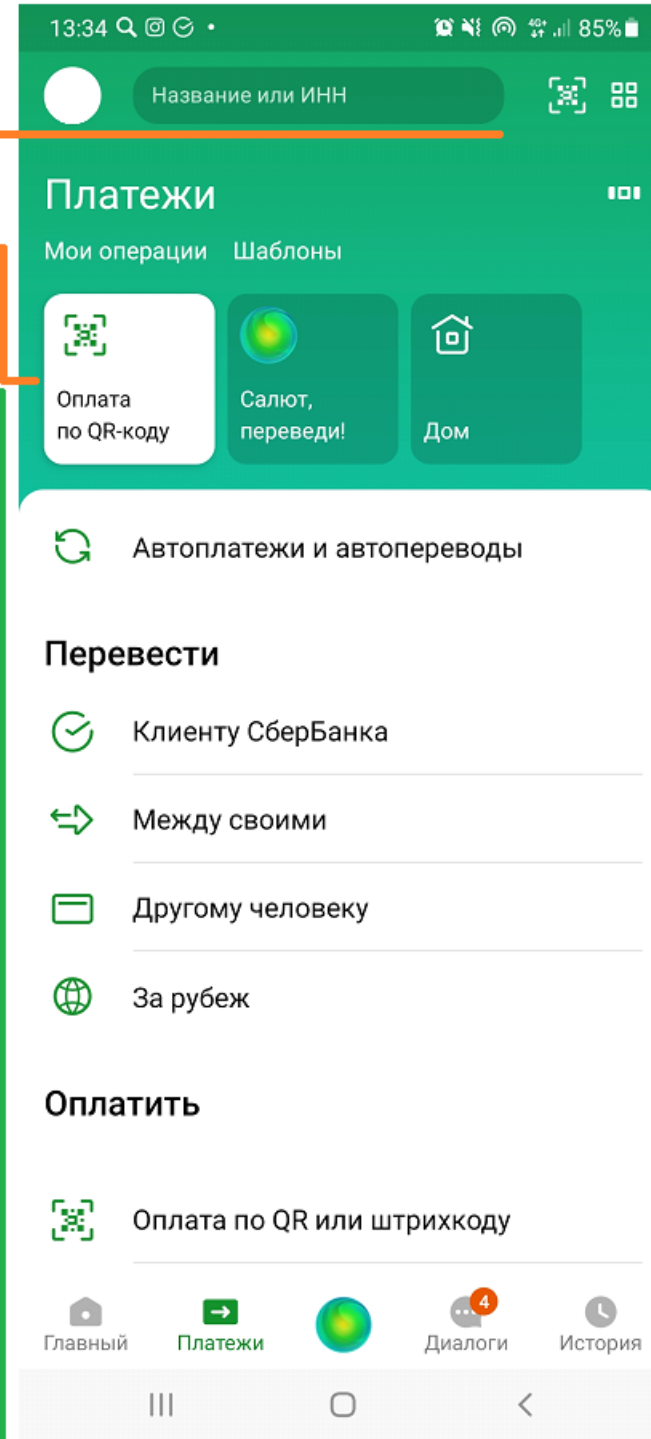 13:34 4G+ 85%
Название или ИНН
Платежи
Мои операции Шаблоны
Оплата
по QR-коду
Салют,
переведи!
Дом
Автоплатежи и автопереводы
Перевести
Клиенту СберБанка
Между своими
Другому человеку
За рубеж
Оплатить
Оплата по QR или штрихкоду
4
Главный Платежи Диалоги История